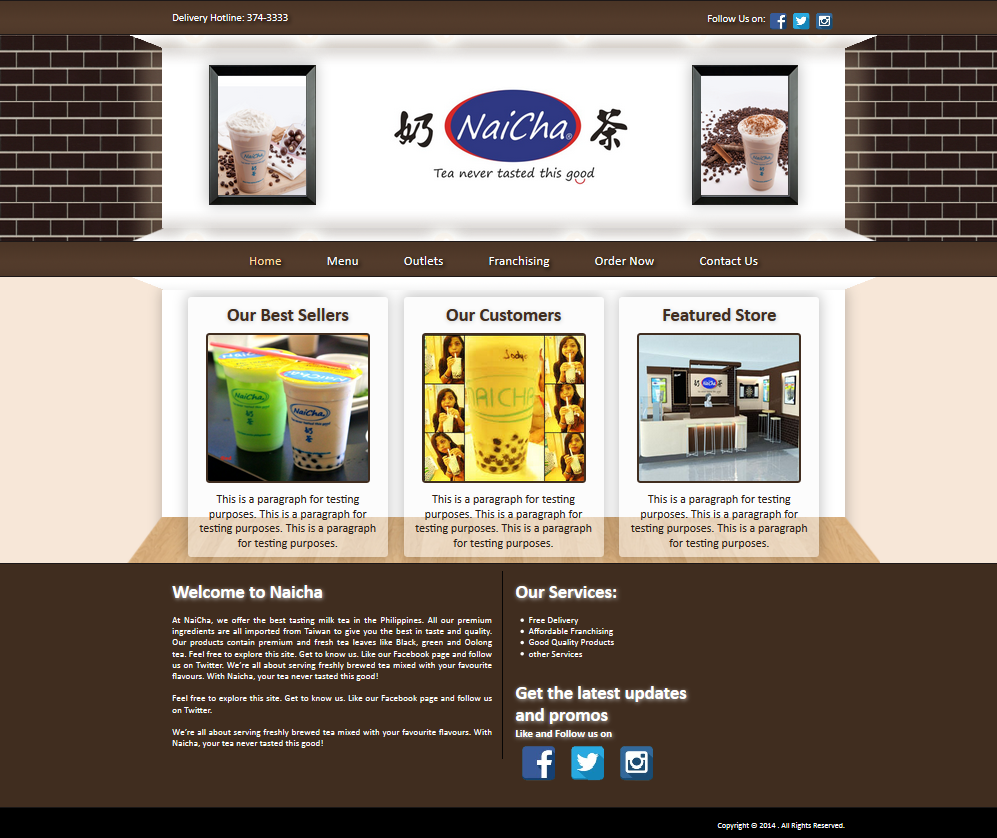 Delivery Hotline: 374-3333
Follow Us on:
奶 NaiCha® 茶
Tea never tasted this good
NaiCha
NaiCha
Home Menu Outlets Franchising Order Now Contact Us
Our Best Sellers
NaiCha
NaiCha
奶
茶
This is a paragraph for testing
purposes. This is a paragraph for
testing purposes. This is a paragraph
for testing purposes.
Our Customers
NAICHA
This is a paragraph for testing
purposes. This is a paragraph for
testing purposes. This is a paragraph
for testing purposes.
Featured Store
奶 NaiCha 茶
This is a paragraph for testing
purposes. This is a paragraph for
testing purposes. This is a paragraph
for testing purposes.
Welcome to Naicha
At NaiCha, we offer the best tasting milk tea in the Philippines. All our premium
ingredients are all imported from Taiwan to give you the best in taste and quality.
Our products contain premium and fresh tea leaves like Black, green and Oolong
tea. Feel free to explore this site. Get to know us. Like our Facebook page and follow
us on Twitter. We're all about serving freshly brewed tea mixed with your favourite
flavours. With Naicha, your tea never tasted this good!
Feel free to explore this site. Get to know us. Like our Facebook page and follow us
on Twitter.
We're all about serving freshly brewed tea mixed with your favourite flavours. With
Naicha, your tea never tasted this good!
Our Services:
• Free Delivery
• Affordable Franchising
• Good Quality Products
• other Services
Get the latest updates
and promos
Like and Follow us on
Copyright © 2014 . All Rights Reserved.